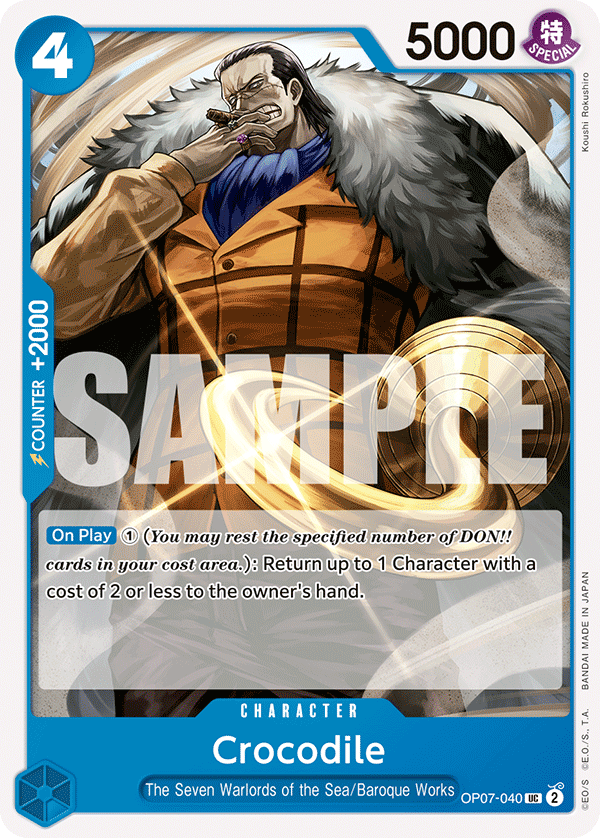 4
5000
特
SPECIAL
Koushi Rokushiro
COUNTER +2000
SAMPLE
On Play ① (You may rest the specified number of DON!!
cards in your cost area.): Return up to 1 Character with a
cost of 2 or less to the owner's hand.
CHARACTER
Crocodile
The Seven Warlords of the Sea/Baroque Works
OP07-040 UC 2
©E.O./S., T.A. BANDAI MADE IN JAPAN
©EO/S